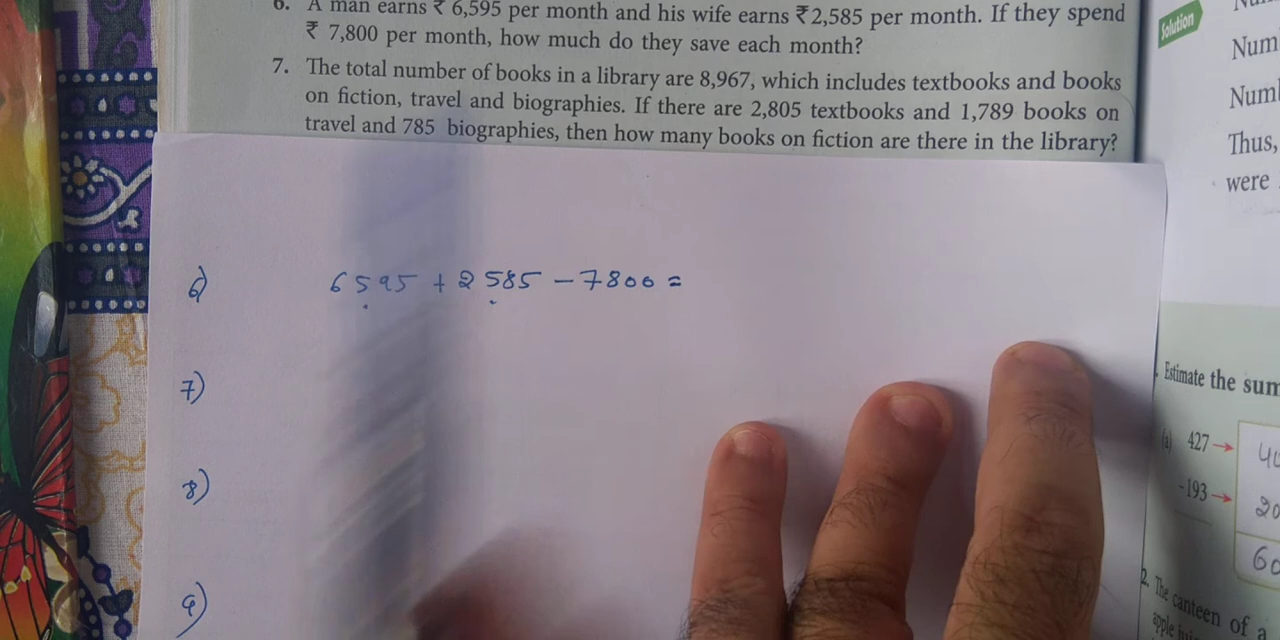 6. A man earns ₹ 6,595 per month and his wife earns ₹2,585 per month. If they spend
₹ 7,800 per month, how much do they save each month?
7. The total number of books in a library are 8,967, which includes textbooks and books
on fiction, travel and biographies. If there are 2,805 textbooks and 1,789 books on
travel and 785 biographies, then how many books on fiction are there in the library?
6) 6595 + 2585 - 7800 =
7)
8)
9)
Solution
Thus,
were
Estimate the sum
(a) 427 →
-193 →
20
60
2. The canteen of a